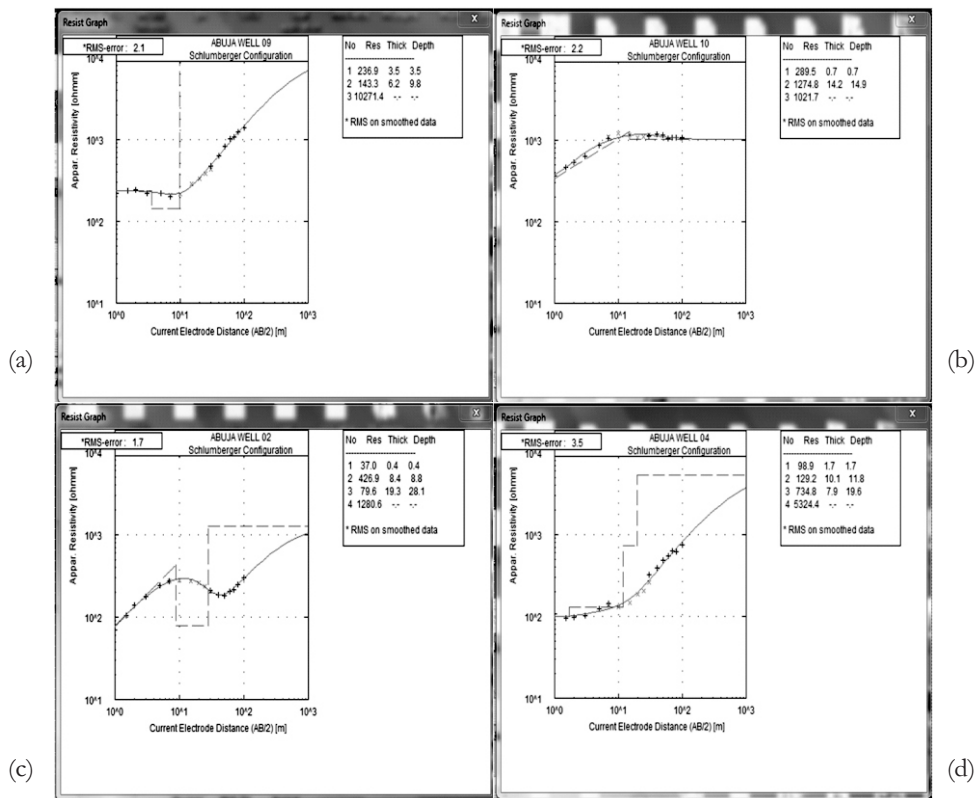 Resist Graph
X
*RMS-error : 2.1
ABUJA WELL 09
Schlumberger Configuration
No Res Thick Depth
------------------------
1 236.9 3.5 3.5
2 143.3 6.2 9.8
3 10271.4 -.- -.-
* RMS on smoothed data
Appar. Resistivity [ohmm]
10^4
10^3
10^2
10^1
10^0 10^1 10^2 10^3
Current Electrode Distance (AB/2) [m]
(a)
Resist Graph
X
*RMS-error : 2.2
ABUJA WELL 10
Schlumberger Configuration
No Res Thick Depth
------------------------
1 289.5 0.7 0.7
2 1274.8 14.2 14.9
3 1021.7 -.- -.-
* RMS on smoothed data
Appar. Resistivity [ohmm]
10^4
10^3
10^2
10^1
10^0 10^1 10^2 10^3
Current Electrode Distance (AB/2) [m]
(b)
Resist Graph
X
*RMS-error : 1.7
ABUJA WELL 02
Schlumberger Configuration
No Res Thick Depth
------------------------
1 37.0 0.4 0.4
2 426.9 8.4 8.8
3 79.6 19.3 28.1
4 1280.6 -.- -.-
* RMS on smoothed data
Appar. Resistivity [ohmm]
10^4
10^3
10^2
10^1
10^0 10^1 10^2 10^3
Current Electrode Distance (AB/2) [m]
(c)
Resist Graph
X
*RMS-error : 3.5
ABUJA WELL 04
Schlumberger Configuration
No Res Thick Depth
------------------------
1 98.9 1.7 1.7
2 129.2 10.1 11.8
3 734.8 7.9 19.6
4 5324.4 -.- -.-
* RMS on smoothed data
Appar. Resistivity [ohmm]
10^4
10^3
10^2
10^1
10^0 10^1 10^2 10^3
Current Electrode Distance (AB/2) [m]
(d)